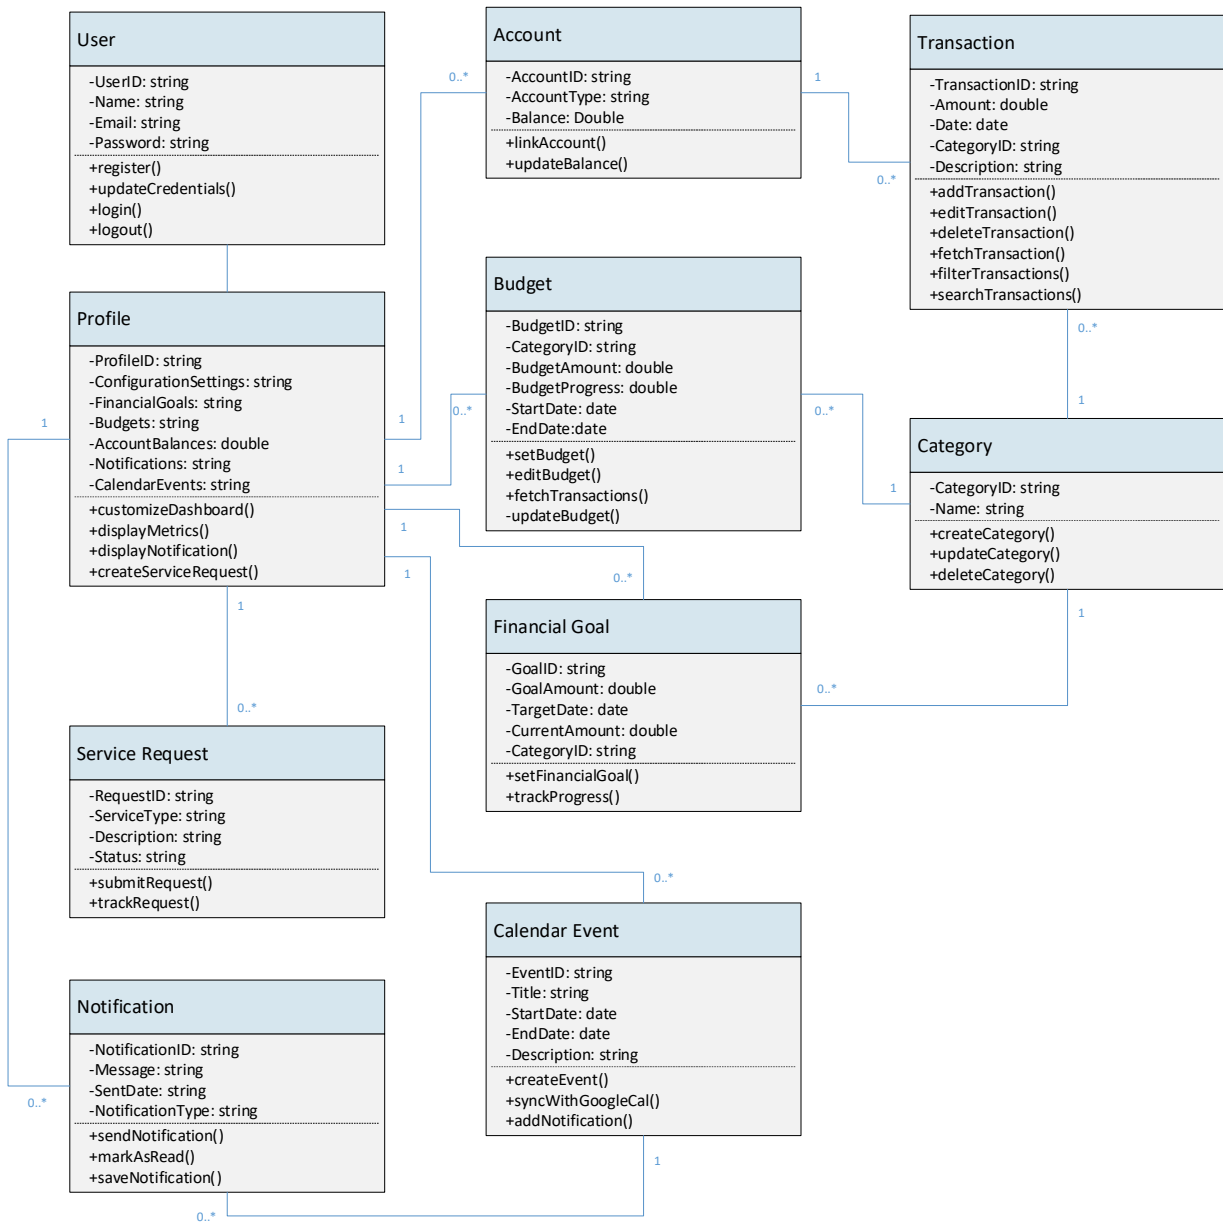 User
-UserID: string
-Name: string
-Email: string
-Password: string
+register()
+updateCredentials()
+login()
+logout()
Account
-AccountID: string
-AccountType: string
-Balance: Double
+linkAccount()
+updateBalance()
0..*
1
Transaction
-TransactionID: string
-Amount: double
-Date: date
-CategoryID: string
-Description: string
+addTransaction()
+editTransaction()
+deleteTransaction()
+fetchTransaction()
+filterTransactions()
+searchTransactions()
0..*
0..*
1
Profile
-ProfileID: string
-ConfigurationSettings: string
-FinancialGoals: string
-Budgets: string
-AccountBalances: double
-Notifications: string
-CalendarEvents: string
+customizeDashboard()
+displayMetrics()
+displayNotification()
+createServiceRequest()
1
1
1
1
1
1
Budget
-BudgetID: string
-CategoryID: string
-BudgetAmount: double
-BudgetProgress: double
-StartDate: date
-EndDate:date
+setBudget()
+editBudget()
+fetchTransactions()
-updateBudget()
0..*
0..*
1
Category
-CategoryID: string
-Name: string
+createCategory()
+updateCategory()
+deleteCategory()
1
0..*
Financial Goal
-GoalID: string
-GoalAmount: double
-TargetDate: date
-CurrentAmount: double
-CategoryID: string
+setFinancialGoal()
+trackProgress()
0..*
0..*
Service Request
-RequestID: string
-ServiceType: string
-Description: string
-Status: string
+submitRequest()
+trackRequest()
0..*
Calendar Event
-EventID: string
-Title: string
-StartDate: date
-EndDate: date
-Description: string
+createEvent()
+syncWithGoogleCal()
+addNotification()
1
Notification
-NotificationID: string
-Message: string
-SentDate: string
-NotificationType: string
+sendNotification()
+markAsRead()
+saveNotification()
0..*
0..*